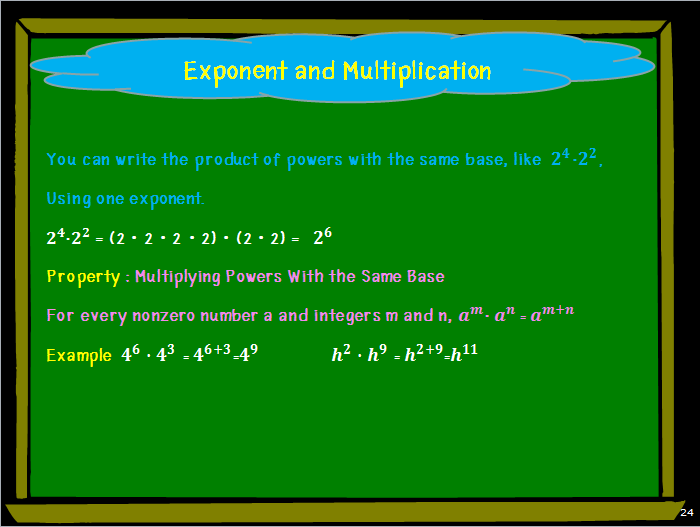 Exponent and Multiplication
You can write the product of powers with the same base, like 2⁴·2²,
Using one exponent.
2⁴·2² = (2 · 2 · 2 · 2) · (2 · 2) = 2⁶
Property : Multiplying Powers With the Same Base
For every nonzero number a and integers m and n, aᵐ· aⁿ = aᵐ⁺ⁿ
Example 4⁶ · 4³ = 4⁶⁺³=4⁹ h² · h⁹ = h²⁺⁹=h¹¹
24